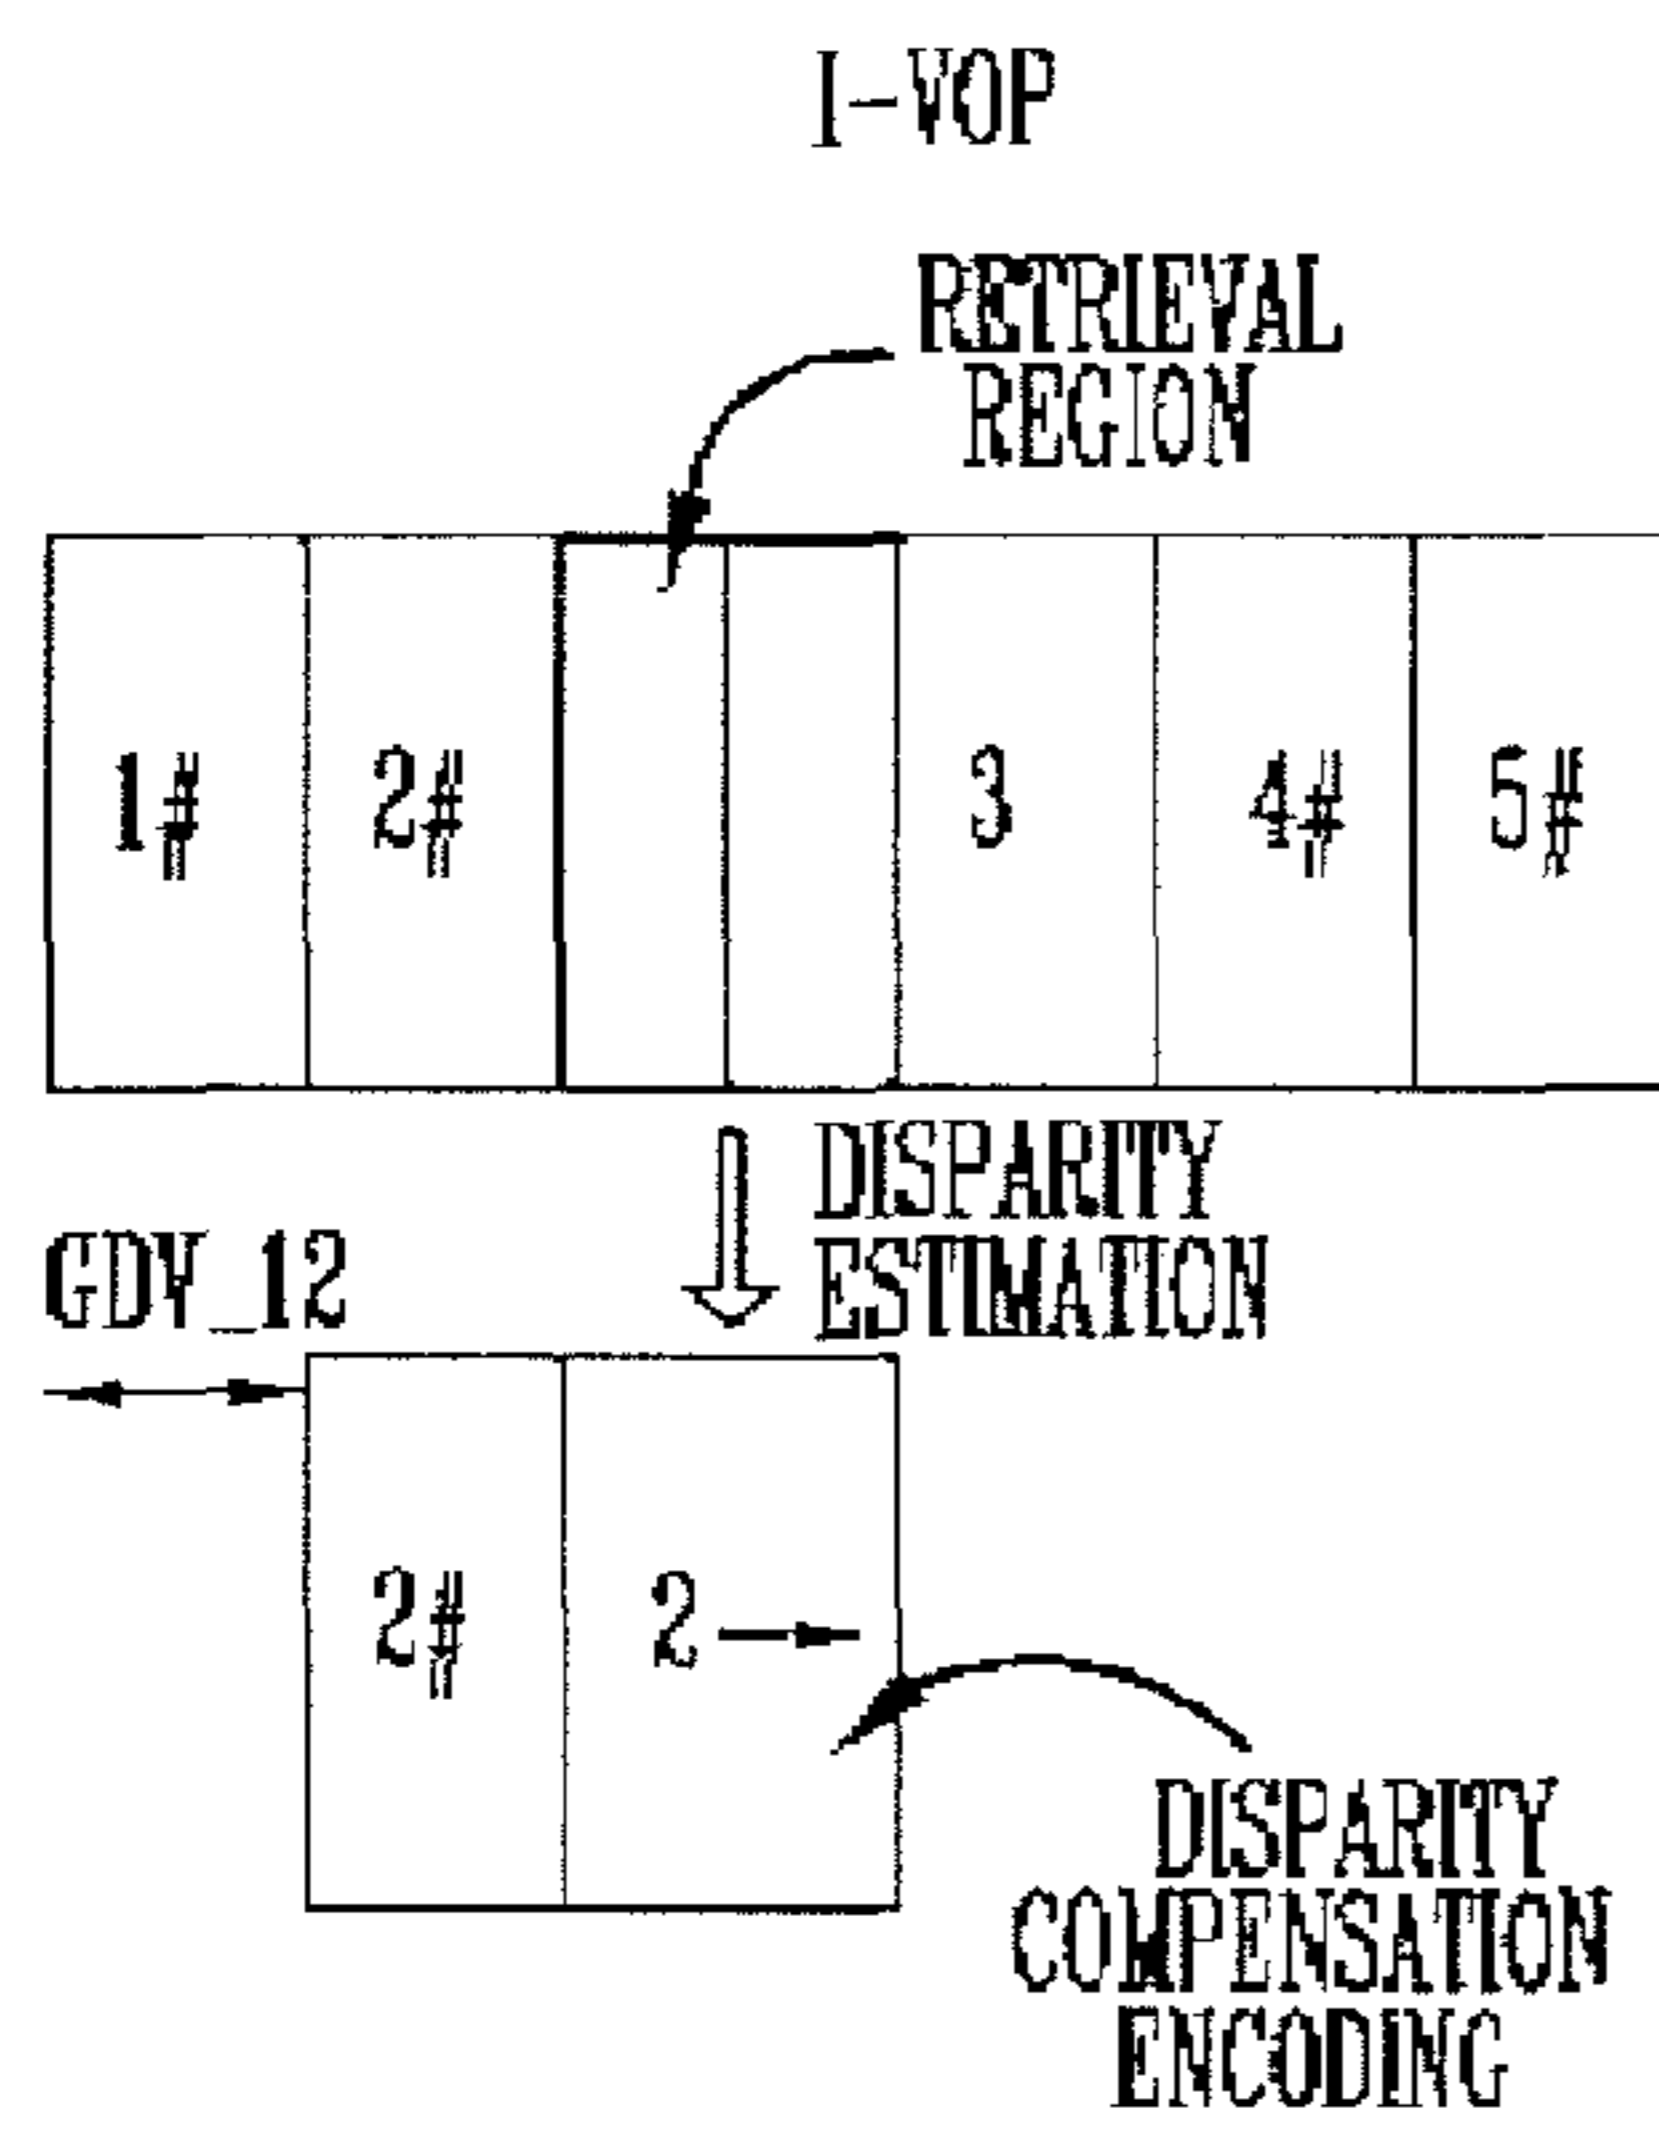 I-VOP
RETRIEVAL
REGION
1# 2# 3 4# 5#
DISPARITY
ESTIMATION
GDV_12
2# 2
DISPARITY
COMPENSATION
ENCODING